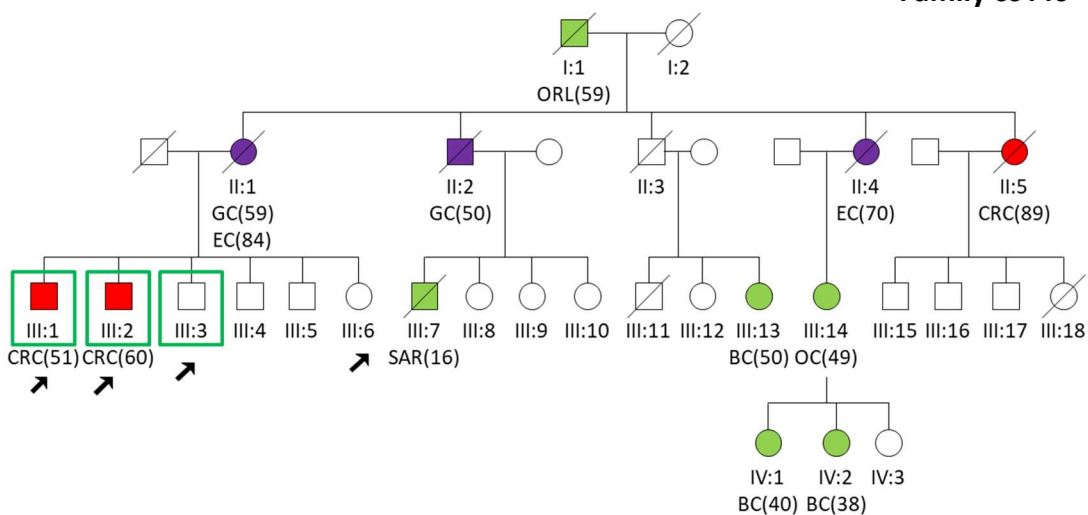 I:1 I:2
ORL(59)
II:1 II:2 II:3 II:4 II:5
GC(59) GC(50) EC(70) CRC(89)
EC(84)
III:1 III:2 III:3 III:4 III:5 III:6 III:7 III:8 III:9 III:10 III:11 III:12 III:13 III:14 III:15 III:16 III:17 III:18
CRC(51) CRC(60) SAR(16) BC(50) OC(49)
IV:1 IV:2 IV:3
BC(40) BC(38)